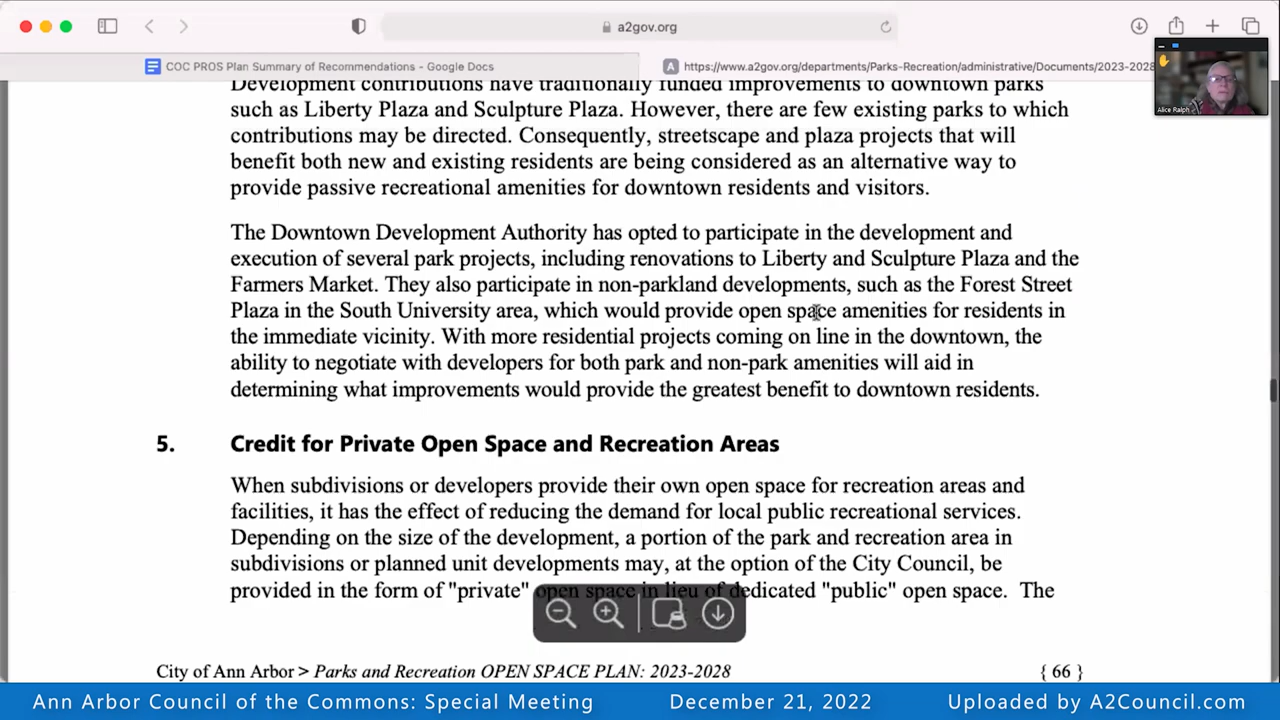 a2gov.org
COC PROS Plan Summary of Recommendations - Google Docs
https://www.a2gov.org/departments/Parks-Recreation/administrative/Documents/2023-2028
Alice Ralph
Development contributions have traditionally funded improvements to downtown parks
such as Liberty Plaza and Sculpture Plaza. However, there are few existing parks to which
contributions may be directed. Consequently, streetscape and plaza projects that will
benefit both new and existing residents are being considered as an alternative way to
provide passive recreational amenities for downtown residents and visitors.
The Downtown Development Authority has opted to participate in the development and
execution of several park projects, including renovations to Liberty and Sculpture Plaza and the
Farmers Market. They also participate in non-parkland developments, such as the Forest Street
Plaza in the South University area, which would provide open space amenities for residents in
the immediate vicinity. With more residential projects coming on line in the downtown, the
ability to negotiate with developers for both park and non-park amenities will aid in
determining what improvements would provide the greatest benefit to downtown residents.
5. Credit for Private Open Space and Recreation Areas
When subdivisions or developers provide their own open space for recreation areas and
facilities, it has the effect of reducing the demand for local public recreational services.
Depending on the size of the development, a portion of the park and recreation area in
subdivisions or planned unit developments may, at the option of the City Council, be
provided in the form of "private" open space in lieu of dedicated "public" open space. The
City of Ann Arbor > Parks and Recreation OPEN SPACE PLAN: 2023-2028 { 66 }
Ann Arbor Council of the Commons: Special Meeting December 21, 2022 Uploaded by A2Council.com